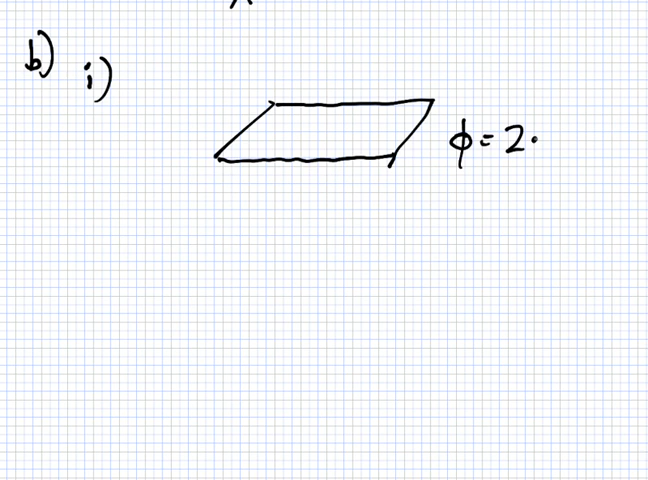 b) i)
ϕ = 2.